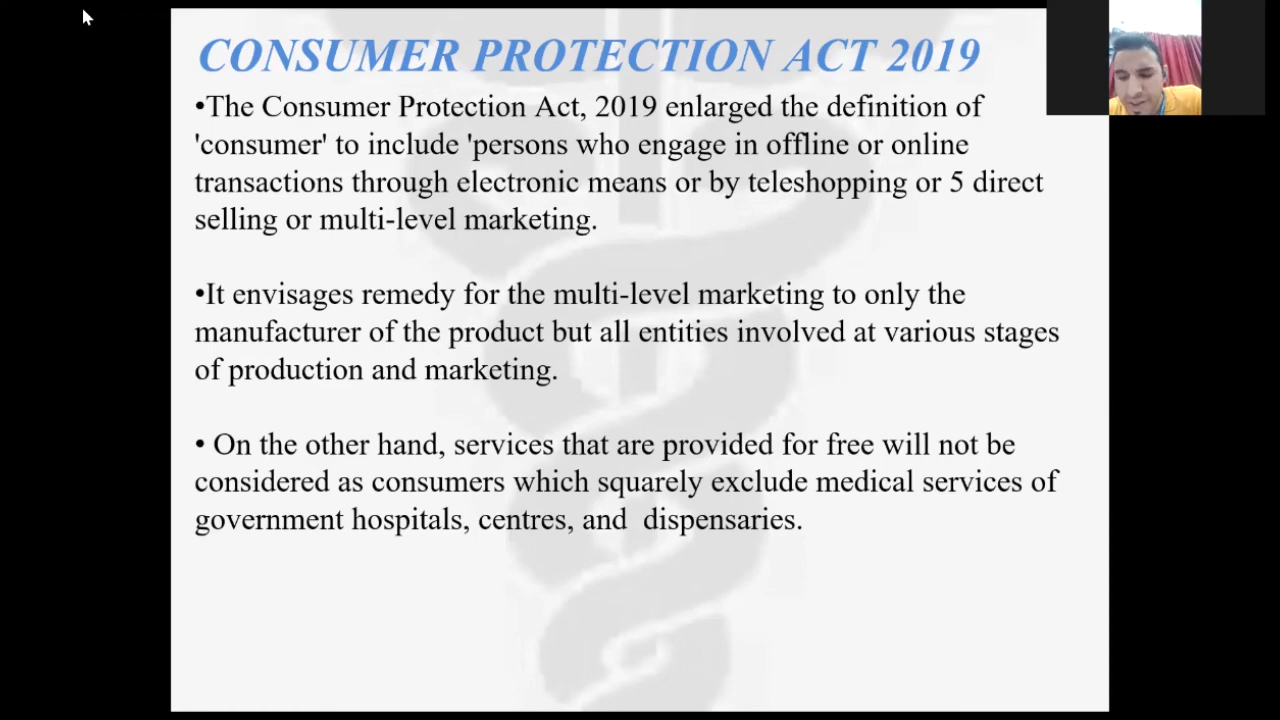 CONSUMER PROTECTION ACT 2019
•The Consumer Protection Act, 2019 enlarged the definition of
'consumer' to include 'persons who engage in offline or online
transactions through electronic means or by teleshopping or 5 direct
selling or multi-level marketing.
•It envisages remedy for the multi-level marketing to only the
manufacturer of the product but all entities involved at various stages
of production and marketing.
• On the other hand, services that are provided for free will not be
considered as consumers which squarely exclude medical services of
government hospitals, centres, and  dispensaries.